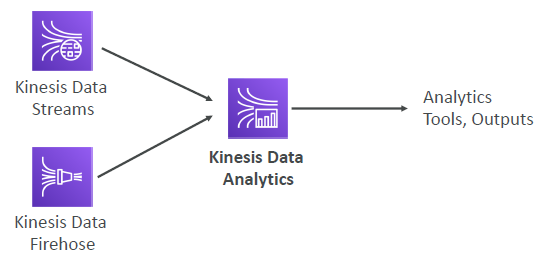 Kinesis Data
Streams
Kinesis Data
Analytics
Analytics
Tools, Outputs
Kinesis Data
Firehose